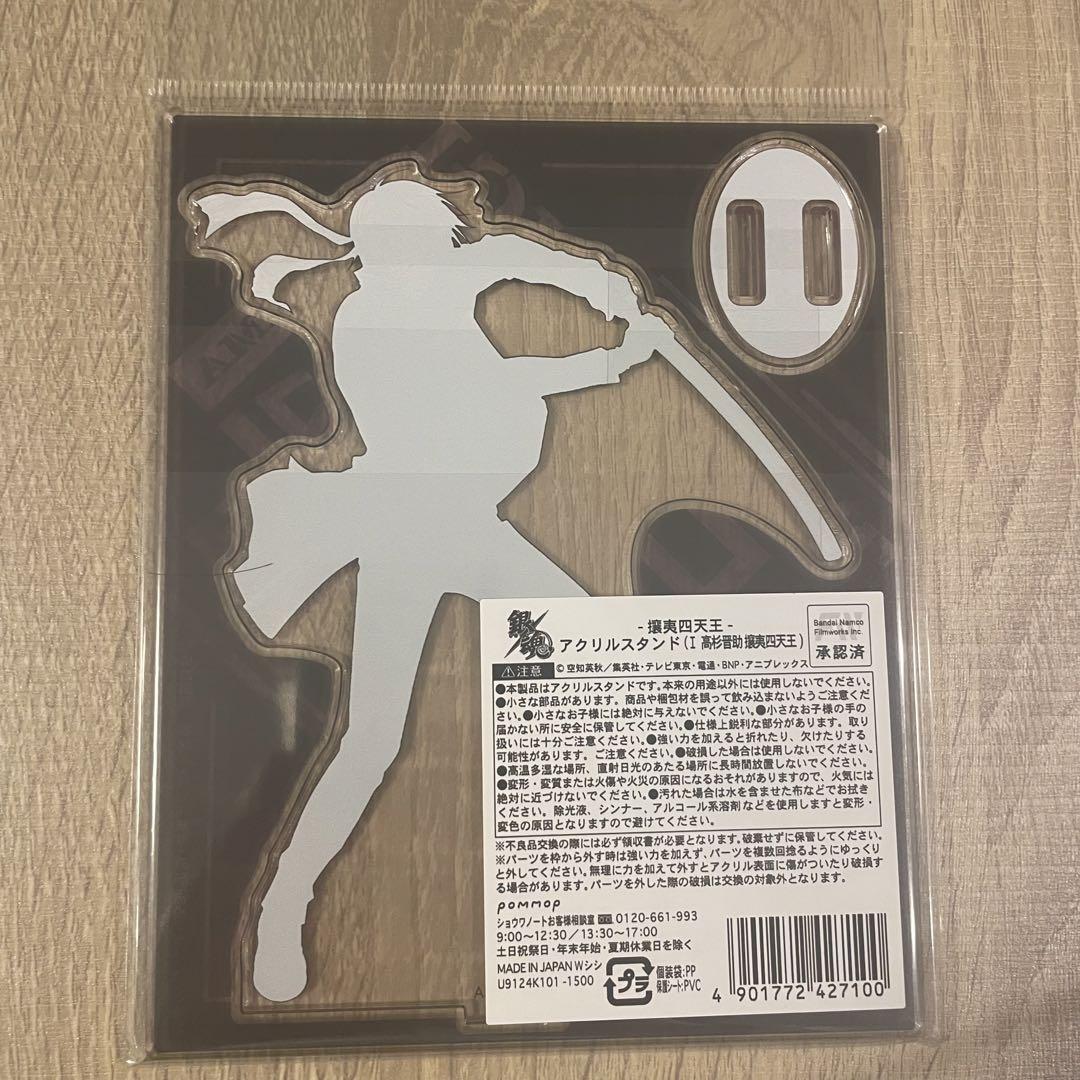 銀魂
- 攘夷四天王 -
アクリルスタンド(I 高杉晋助 攘夷四天王)
Bandai Namco
Filmworks Inc.
承認済
注意
© 空知英秋／集英社・テレビ東京・電通・BNP・アニプレックス
●本製品はアクリルスタンドです。本来の用途以外には使用しないでください。
●小さな部品があります。商品や梱包材を誤って飲み込まないようご注意くだ
さい。●小さなお子様には絶対に与えないでください。●小さなお子様の手の
届かない所に安全に保管してください。●仕様上鋭利な部分があります。取り
扱いには十分ご注意ください。●強い力を加えると折れたり、欠けたりする
可能性があります。ご注意ください。●破損した場合は使用しないでください。
●高温多湿な場所、直射日光のあたる場所に長時間放置しないでください。
●変形・変質または火傷や火災の原因になるおそれがありますので、火気には
絶対に近づけないでください。●汚れた場合は水を含ませた布などでお拭き
ください。除光液、シンナー、アルコール系溶剤などを使用しますと変形・
変色の原因となりますので避けてください。
※不良品交換の際には必ず領収書が必要となります。破棄せずに保管してください。
※パーツを枠から外す時は強い力を加えず、パーツを複数回捻るようにゆっくり
と外してください。無理に力を加えて外すとアクリル表面に傷がついたり破損す
る場合があります。パーツを外した際の破損は交換の対象外となります。
pommop
ショウワノートお客様相談室 0120-661-993
9:00〜12:30／13:30〜17:00
土日祝祭日・年末年始・夏期休業日を除く
MADE IN JAPAN Wシシ
U9124K101 -1500
プラ
個装袋:PP
保護シート:PVC
4 901772 427100